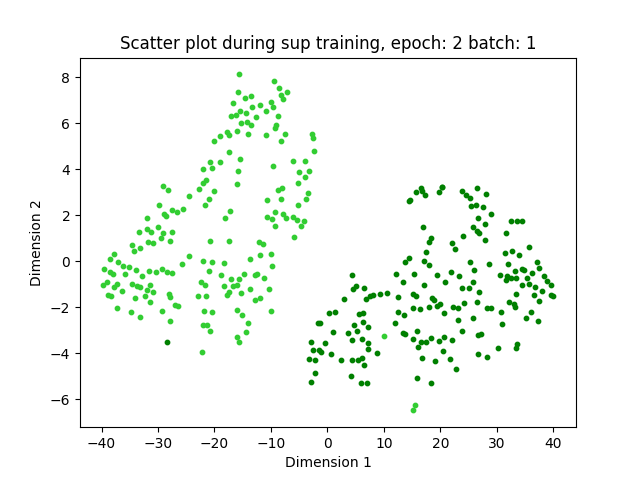 Scatter plot during sup training, epoch: 2 batch: 1
8
6
4
2
0
−2
−4
−6
Dimension 2
−40 −30 −20 −10 0 10 20 30 40
Dimension 1